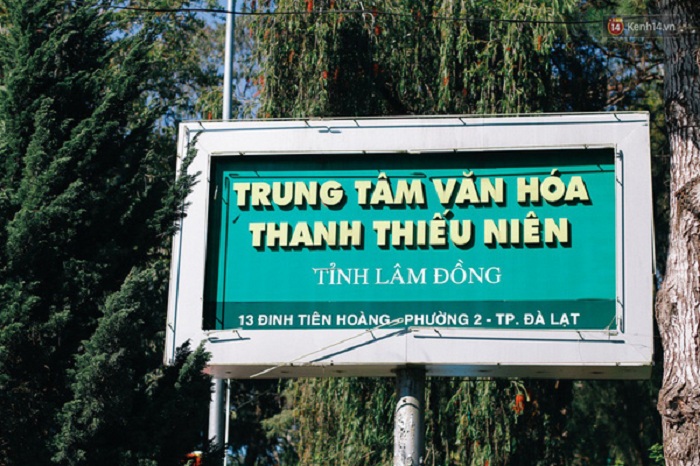 14 Kenh14.vn
TRUNG TÂM VĂN HÓA
THANH THIẾU NIÊN
TỈNH LÂM ĐỒNG
13 ĐINH TIÊN HOÀNG - PHƯỜNG 2 - TP. ĐÀ LẠT